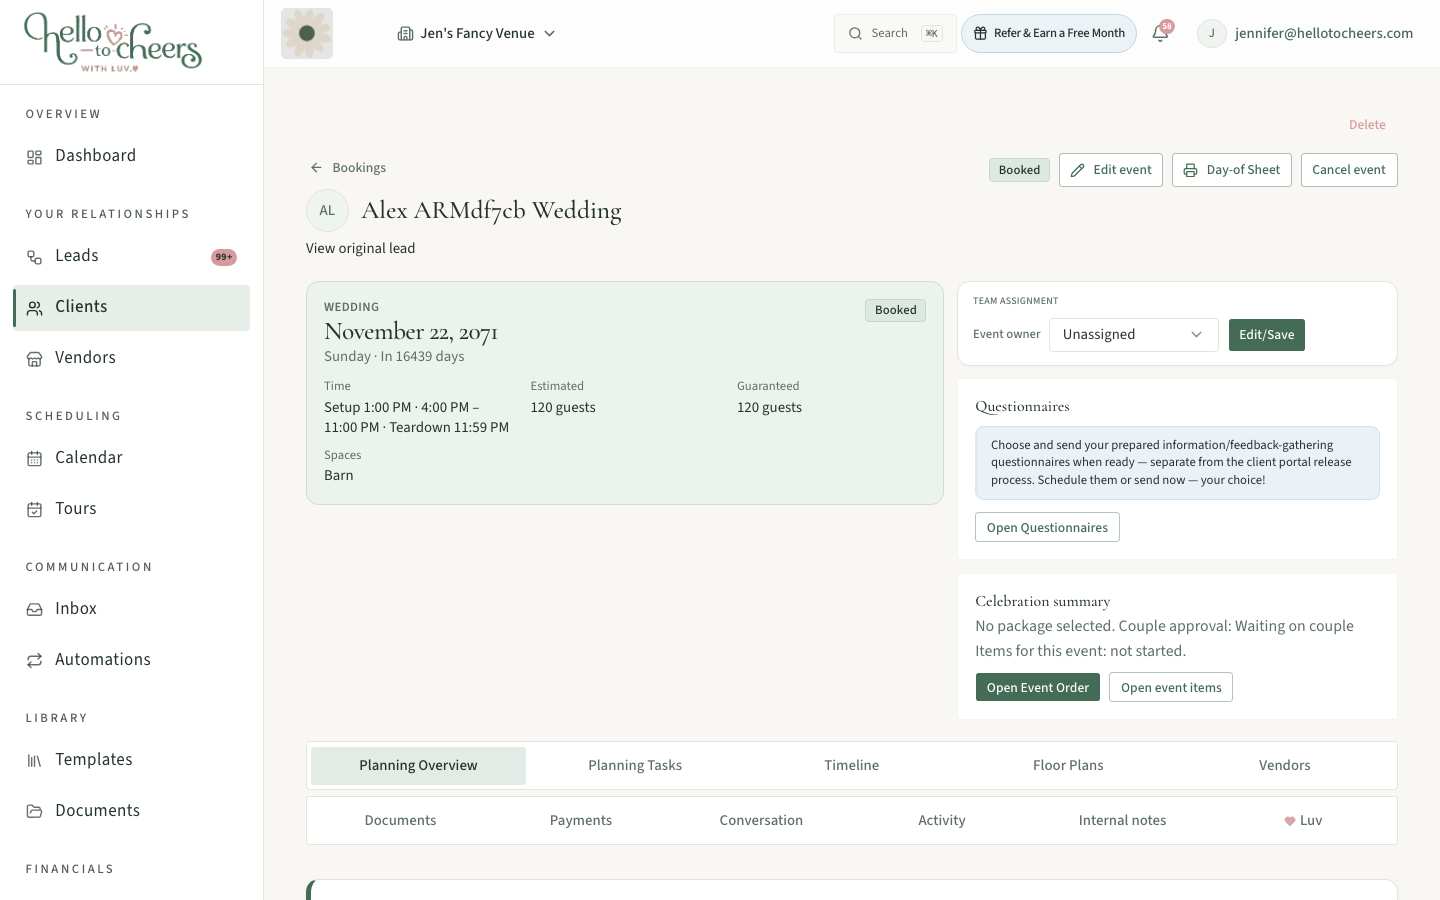 hello
to cheers
WITH LUV.
Jen's Fancy Venue
Search
⌘K
Refer & Earn a Free Month
58
J
jennifer@hellotocheers.com
OVERVIEW
Dashboard
YOUR RELATIONSHIPS
Leads
99+
Clients
Vendors
SCHEDULING
Calendar
Tours
COMMUNICATION
Inbox
Automations
LIBRARY
Templates
Documents
FINANCIALS
Delete
Bookings
Booked
Edit event
Day-of Sheet
Cancel event
AL
Alex ARMdf7cb Wedding
View original lead
WEDDING
Booked
November 22, 2071
Sunday · In 16439 days
Time
Estimated
Guaranteed
Setup 1:00 PM · 4:00 PM –
120 guests
120 guests
11:00 PM · Teardown 11:59 PM
Spaces
Barn
TEAM ASSIGNMENT
Event owner
Unassigned
Edit/Save
Questionnaires
Choose and send your prepared information/feedback-gathering
questionnaires when ready — separate from the client portal release
process. Schedule them or send now — your choice!
Open Questionnaires
Celebration summary
No package selected. Couple approval: Waiting on couple
Items for this event: not started.
Open Event Order
Open event items
Planning Overview
Planning Tasks
Timeline
Floor Plans
Vendors
Documents
Payments
Conversation
Activity
Internal notes
Luv